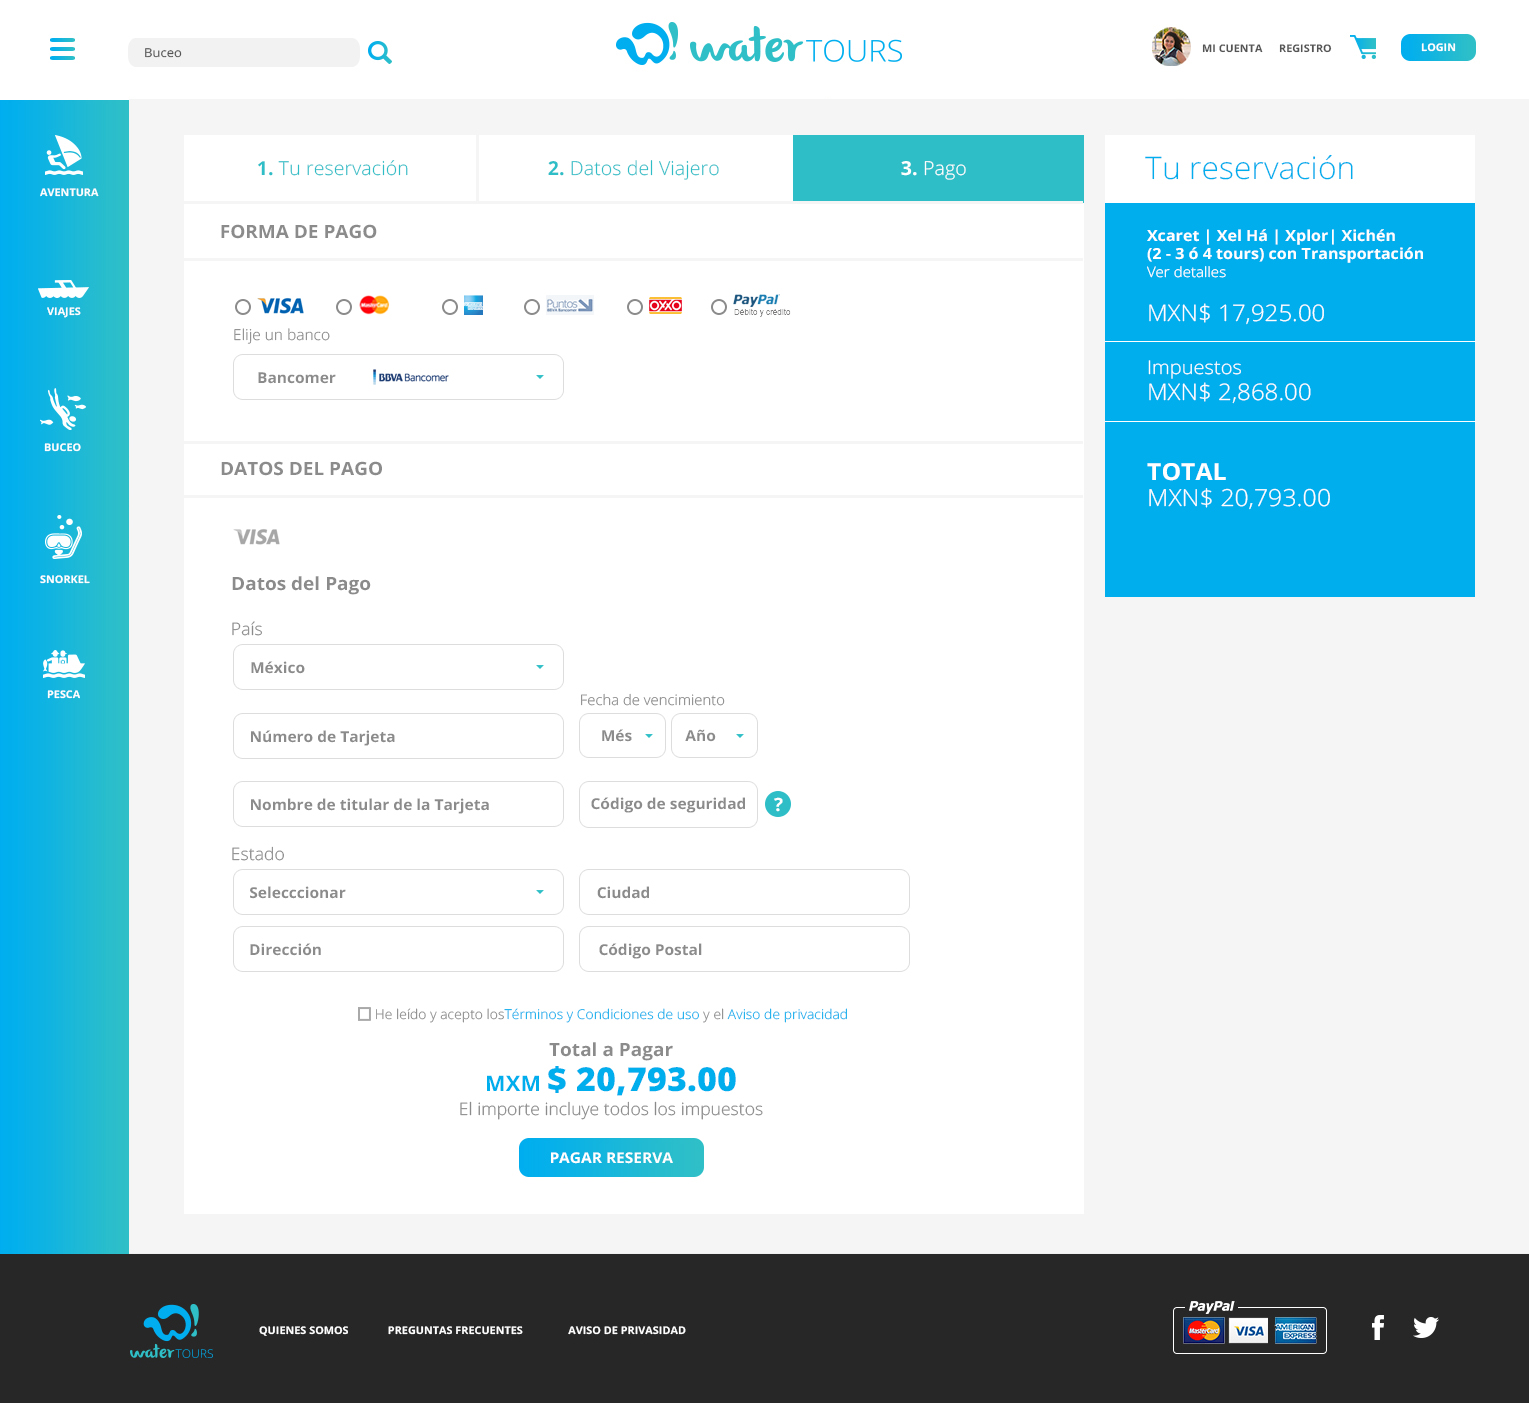 Buceo
water TOURS
MI CUENTA
REGISTRO
LOGIN
AVENTURA
VIAJES
BUCEO
SNORKEL
PESCA
1. Tu reservación
2. Datos del Viajero
3. Pago
FORMA DE PAGO
VISA
MasterCard
AMERICAN EXPRESS
Puntos
BBVA Bancomer
OXXO
PayPal
Débito y crédito
Elije un banco
Bancomer
BBVA Bancomer
DATOS DEL PAGO
VISA
Datos del Pago
País
México
Fecha de vencimiento
Número de Tarjeta
Més
Año
Nombre de titular de la Tarjeta
Código de seguridad
?
Estado
Selecccionar
Ciudad
Dirección
Código Postal
He leído y acepto losTérminos y Condiciones de uso y el Aviso de privacidad
Total a Pagar
MXM $ 20,793.00
El importe incluye todos los impuestos
PAGAR RESERVA
Tu reservación
Xcaret | Xel Há | Xplor| Xichén
(2 - 3 ó 4 tours) con Transportación
Ver detalles
MXN$ 17,925.00
Impuestos
MXN$ 2,868.00
TOTAL
MXN$ 20,793.00
water TOURS
QUIENES SOMOS
PREGUNTAS FRECUENTES
AVISO DE PRIVASIDAD
PayPal
MasterCard
VISA
AMERICAN EXPRESS